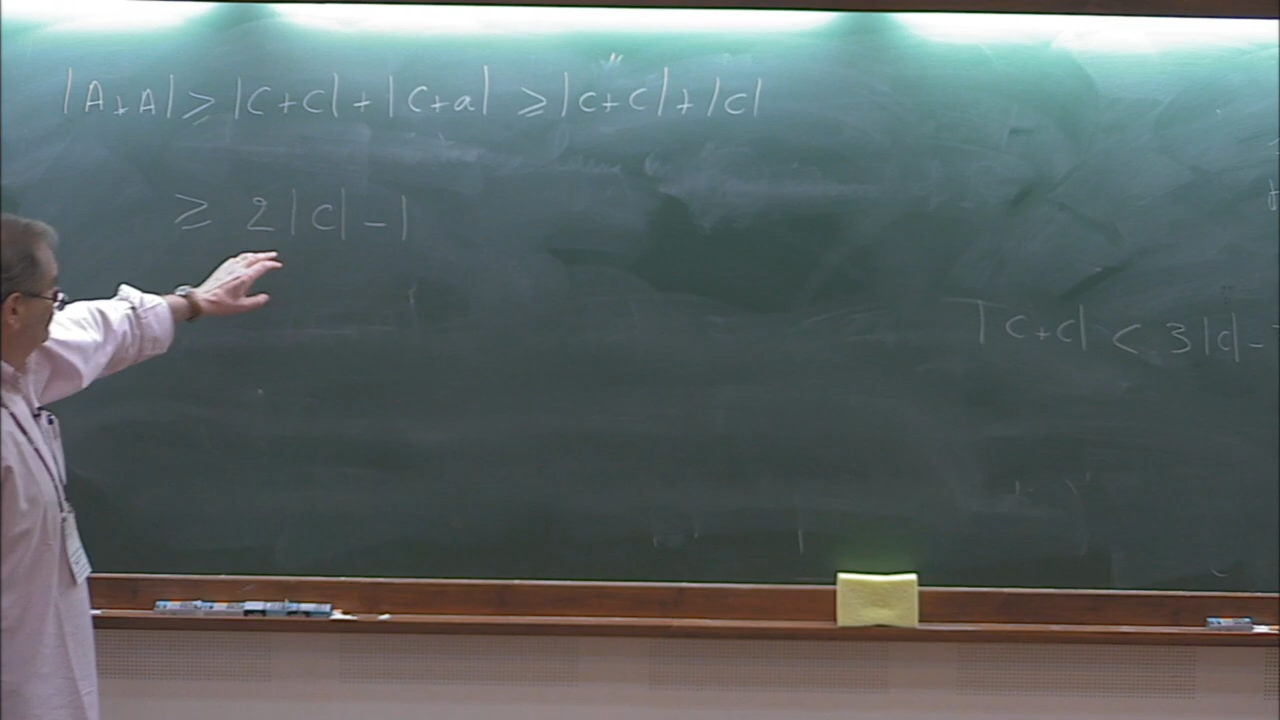 |A+A| ≥ |C+C| + |C+a| ≥ |C+C| + |C|
≥ 2|C| - 1
|C+C| < 3|C| -